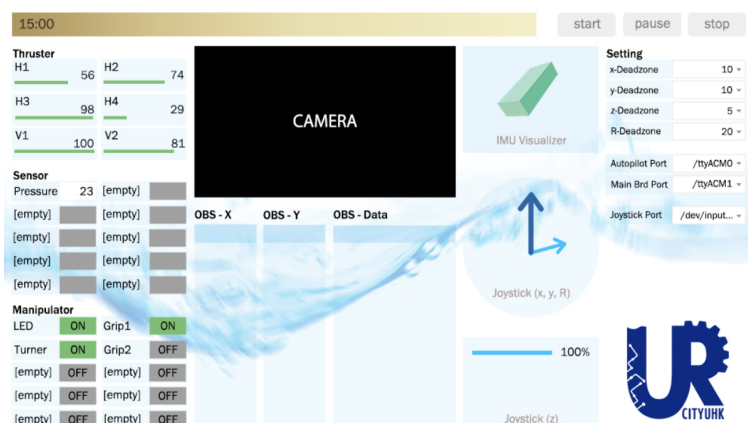 15:00 start pause stop
Thruster
H1 56 H2 74
H3 98 H4 29
V1 100 V2 81
Sensor
Pressure 23 [empty]
[empty] [empty]
[empty] [empty]
[empty] [empty]
[empty] [empty]
Manipulator
LED ON Grip1 ON
Turner ON Grip2 OFF
[empty] OFF [empty] OFF
[empty] OFF [empty] OFF
[empty] OFF [empty] OFF
CAMERA
OBS - X OBS - Y OBS - Data
IMU Visualizer
Joystick (x, y, R)
100%
Joystick (z)
Setting
x-Deadzone 10
y-Deadzone 10
z-Deadzone 5
R-Deadzone 20
Autopilot Port /ttyACM0
Main Brd Port /ttyACM1
Joystick Port /dev/input...
UR
CITYUHK